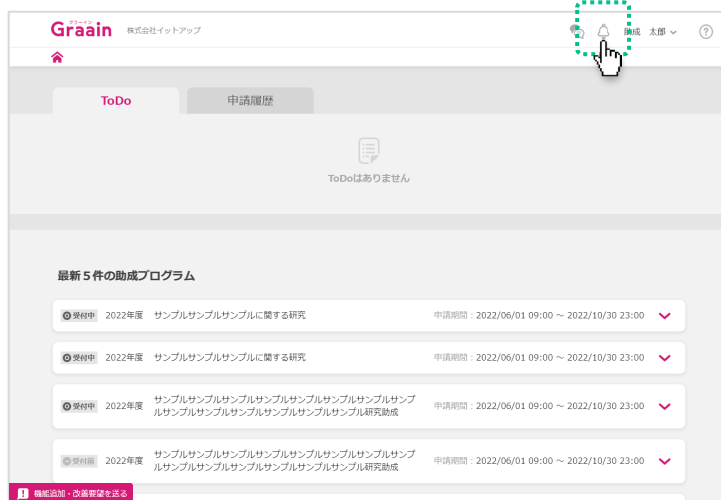 グラーイン
Graain 株式会社イットアップ
助成 太郎
ToDo 申請履歴
ToDoはありません
最新5件の助成プログラム
受付中 2022年度 サンプルサンプルサンプルに関する研究 申請期間：2022/06/01 09:00 ～ 2022/10/30 23:00
受付中 2022年度 サンプルサンプルサンプルに関する研究 申請期間：2022/06/01 09:00 ～ 2022/10/30 23:00
受付中 2022年度 サンプルサンプルサンプルサンプルサンプルサンプルサンプルサンプ
ルサンプルサンプルサンプルサンプルサンプルサンプル研究助成 申請期間：2022/06/01 09:00 ～ 2022/10/30 23:00
受付前 2022年度 サンプルサンプルサンプルサンプルサンプルサンプルサンプルサンプ
ルサンプルサンプルサンプルサンプルサンプルサンプル研究助成 申請期間：2022/06/01 09:00 ～ 2022/10/30 23:00
機能追加・改善要望を送る